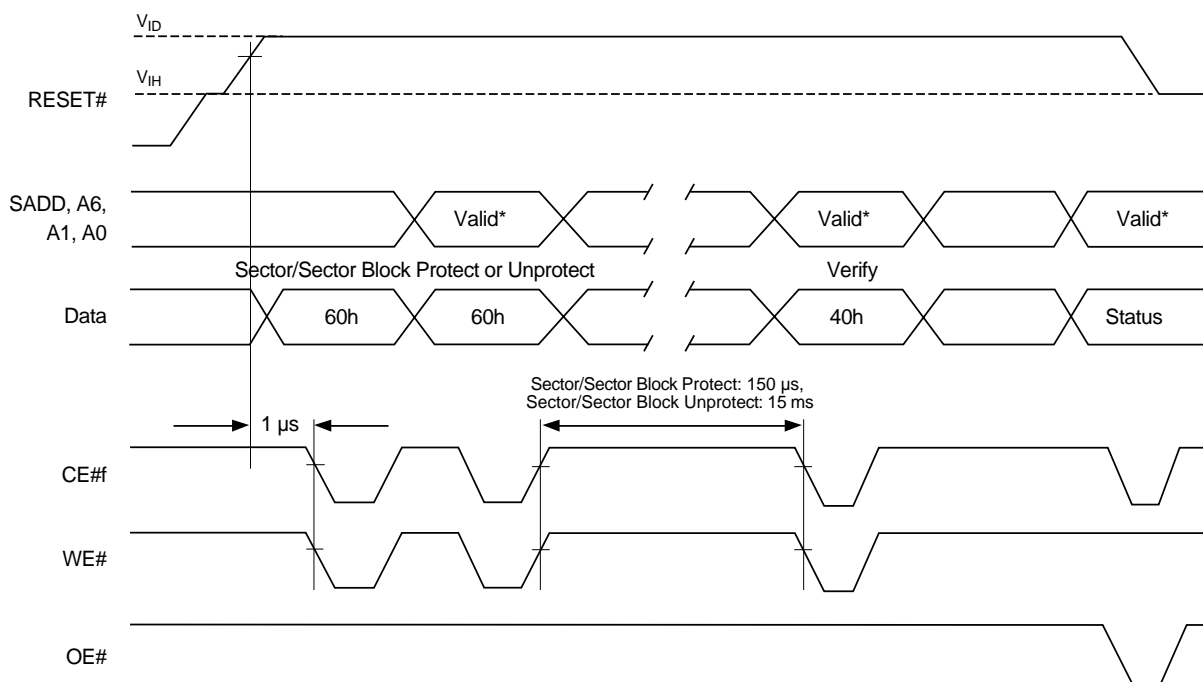 VID
VIH
RESET#
SADD, A6,
A1, A0
Valid*
Valid*
Valid*
Sector/Sector Block Protect or Unprotect
Verify
Data
60h
60h
40h
Status
Sector/Sector Block Protect: 150 µs,
Sector/Sector Block Unprotect: 15 ms
1 µs
CE#f
WE#
OE#